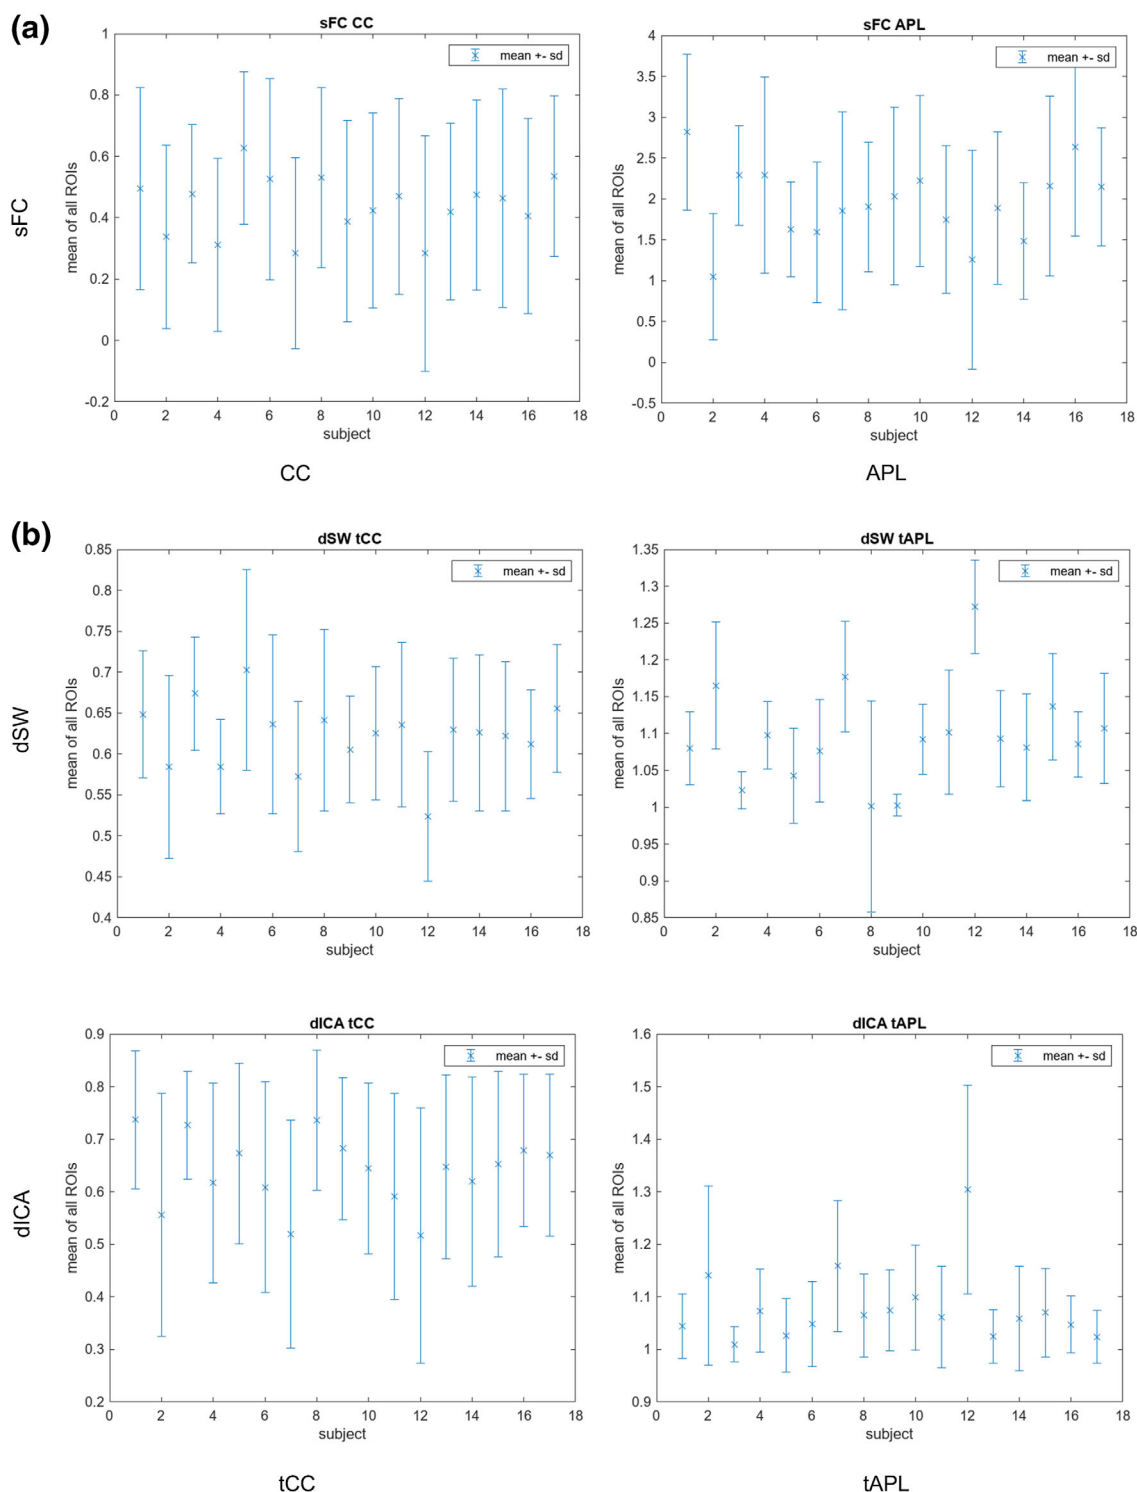 (a)
sFC CC
mean +- sd
1
0.8
0.6
0.4
0.2
0
-0.2
mean of all ROIs
0 2 4 6 8 10 12 14 16 18
subject
sFC APL
mean +- sd
4
3.5
3
2.5
2
1.5
1
0.5
0
-0.5
mean of all ROIs
0 2 4 6 8 10 12 14 16 18
subject
sFC
CC
APL
(b)
dSW tCC
mean +- sd
0.85
0.8
0.75
0.7
0.65
0.6
0.55
0.5
0.45
0.4
mean of all ROIs
0 2 4 6 8 10 12 14 16 18
subject
dSW tAPL
mean +- sd
1.35
1.3
1.25
1.2
1.15
1.1
1.05
1
0.95
0.9
0.85
mean of all ROIs
0 2 4 6 8 10 12 14 16 18
subject
dSW
dICA tCC
mean +- sd
0.9
0.8
0.7
0.6
0.5
0.4
0.3
0.2
mean of all ROIs
0 2 4 6 8 10 12 14 16 18
subject
dICA tAPL
mean +- sd
1.6
1.5
1.4
1.3
1.2
1.1
1
0.9
mean of all ROIs
0 2 4 6 8 10 12 14 16 18
subject
dICA
tCC
tAPL